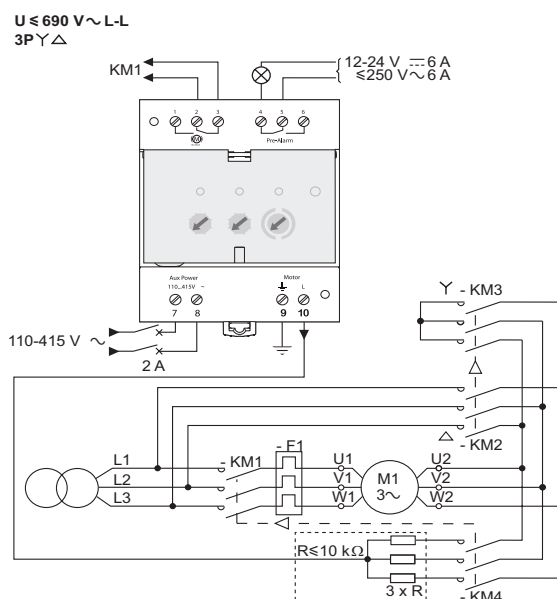 U ≤ 690 V ~ L-L
3P Y △
KM1
12-24 V ⎓ 6 A
≤250 V ~ 6 A
1 2 3 4 5 6
KM1
Pre-Alarm
Aux Power
110...415V ~
Motor
⏚ L
7 8 9 10
110-415 V ~
2 A
Y - KM3
△ - KM2
L1
L2
L3
- KM1
- F1
U1
V1
W1
M1
3~
U2
V2
W2
R≤10 kΩ
3 x R
- KM4